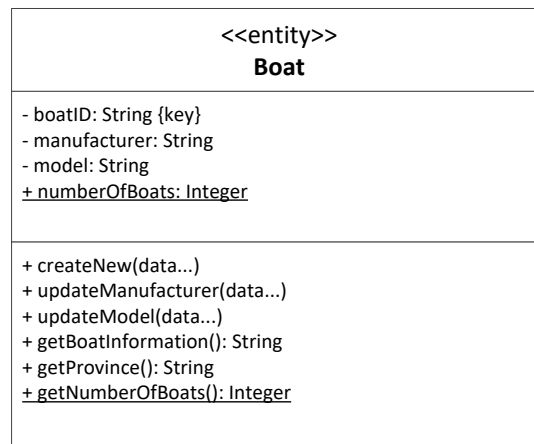 <<entity>>
Boat
- boatID: String {key}
- manufacturer: String
- model: String
+ numberOfBoats: Integer
+ createNew(data...)
+ updateManufacturer(data...)
+ updateModel(data...)
+ getBoatInformation(): String
+ getProvince(): String
+ getNumberOfBoats(): Integer